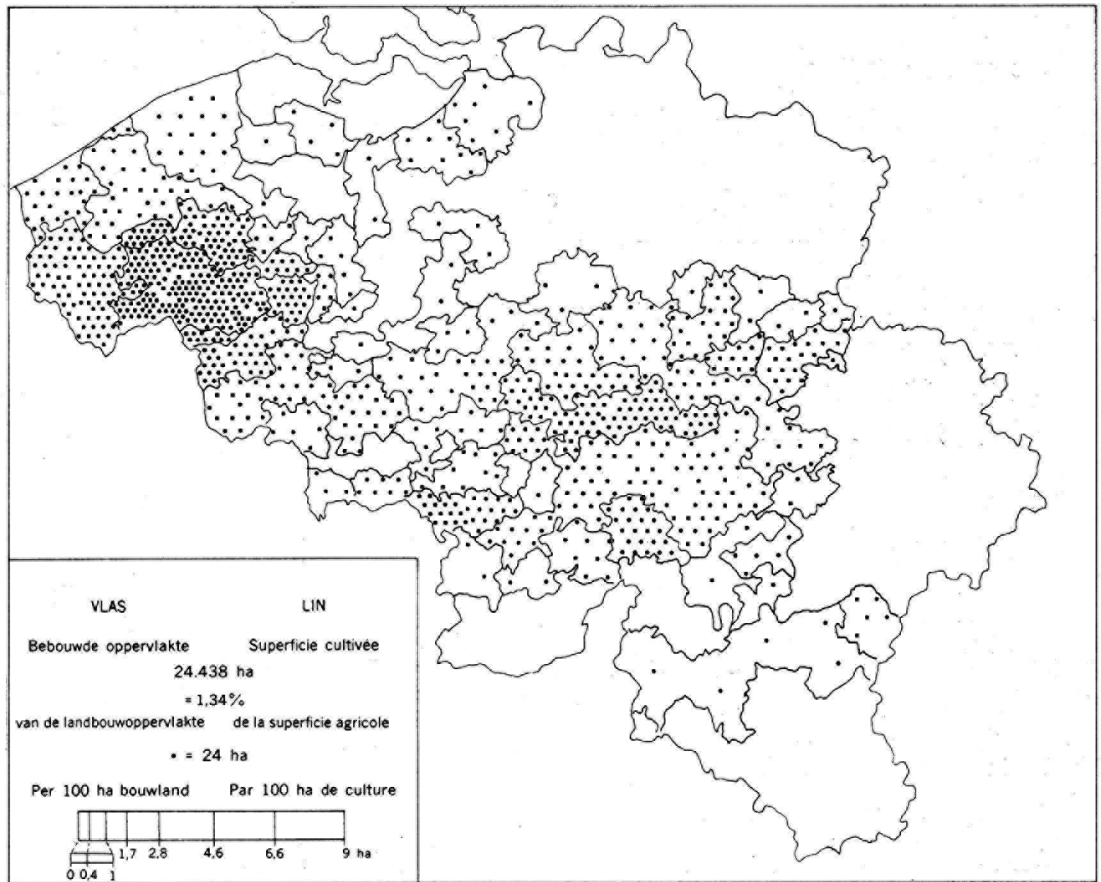 VLAS LIN
Bebouwde oppervlakte Superficie cultivée
24.438 ha
= 1,34%
van de landbouwoppervlakte de la superficie agricole
• = 24 ha
Per 100 ha bouwland Par 100 ha de culture
1,7 2,8 4,6 6,6 9 ha
0 0,4 1